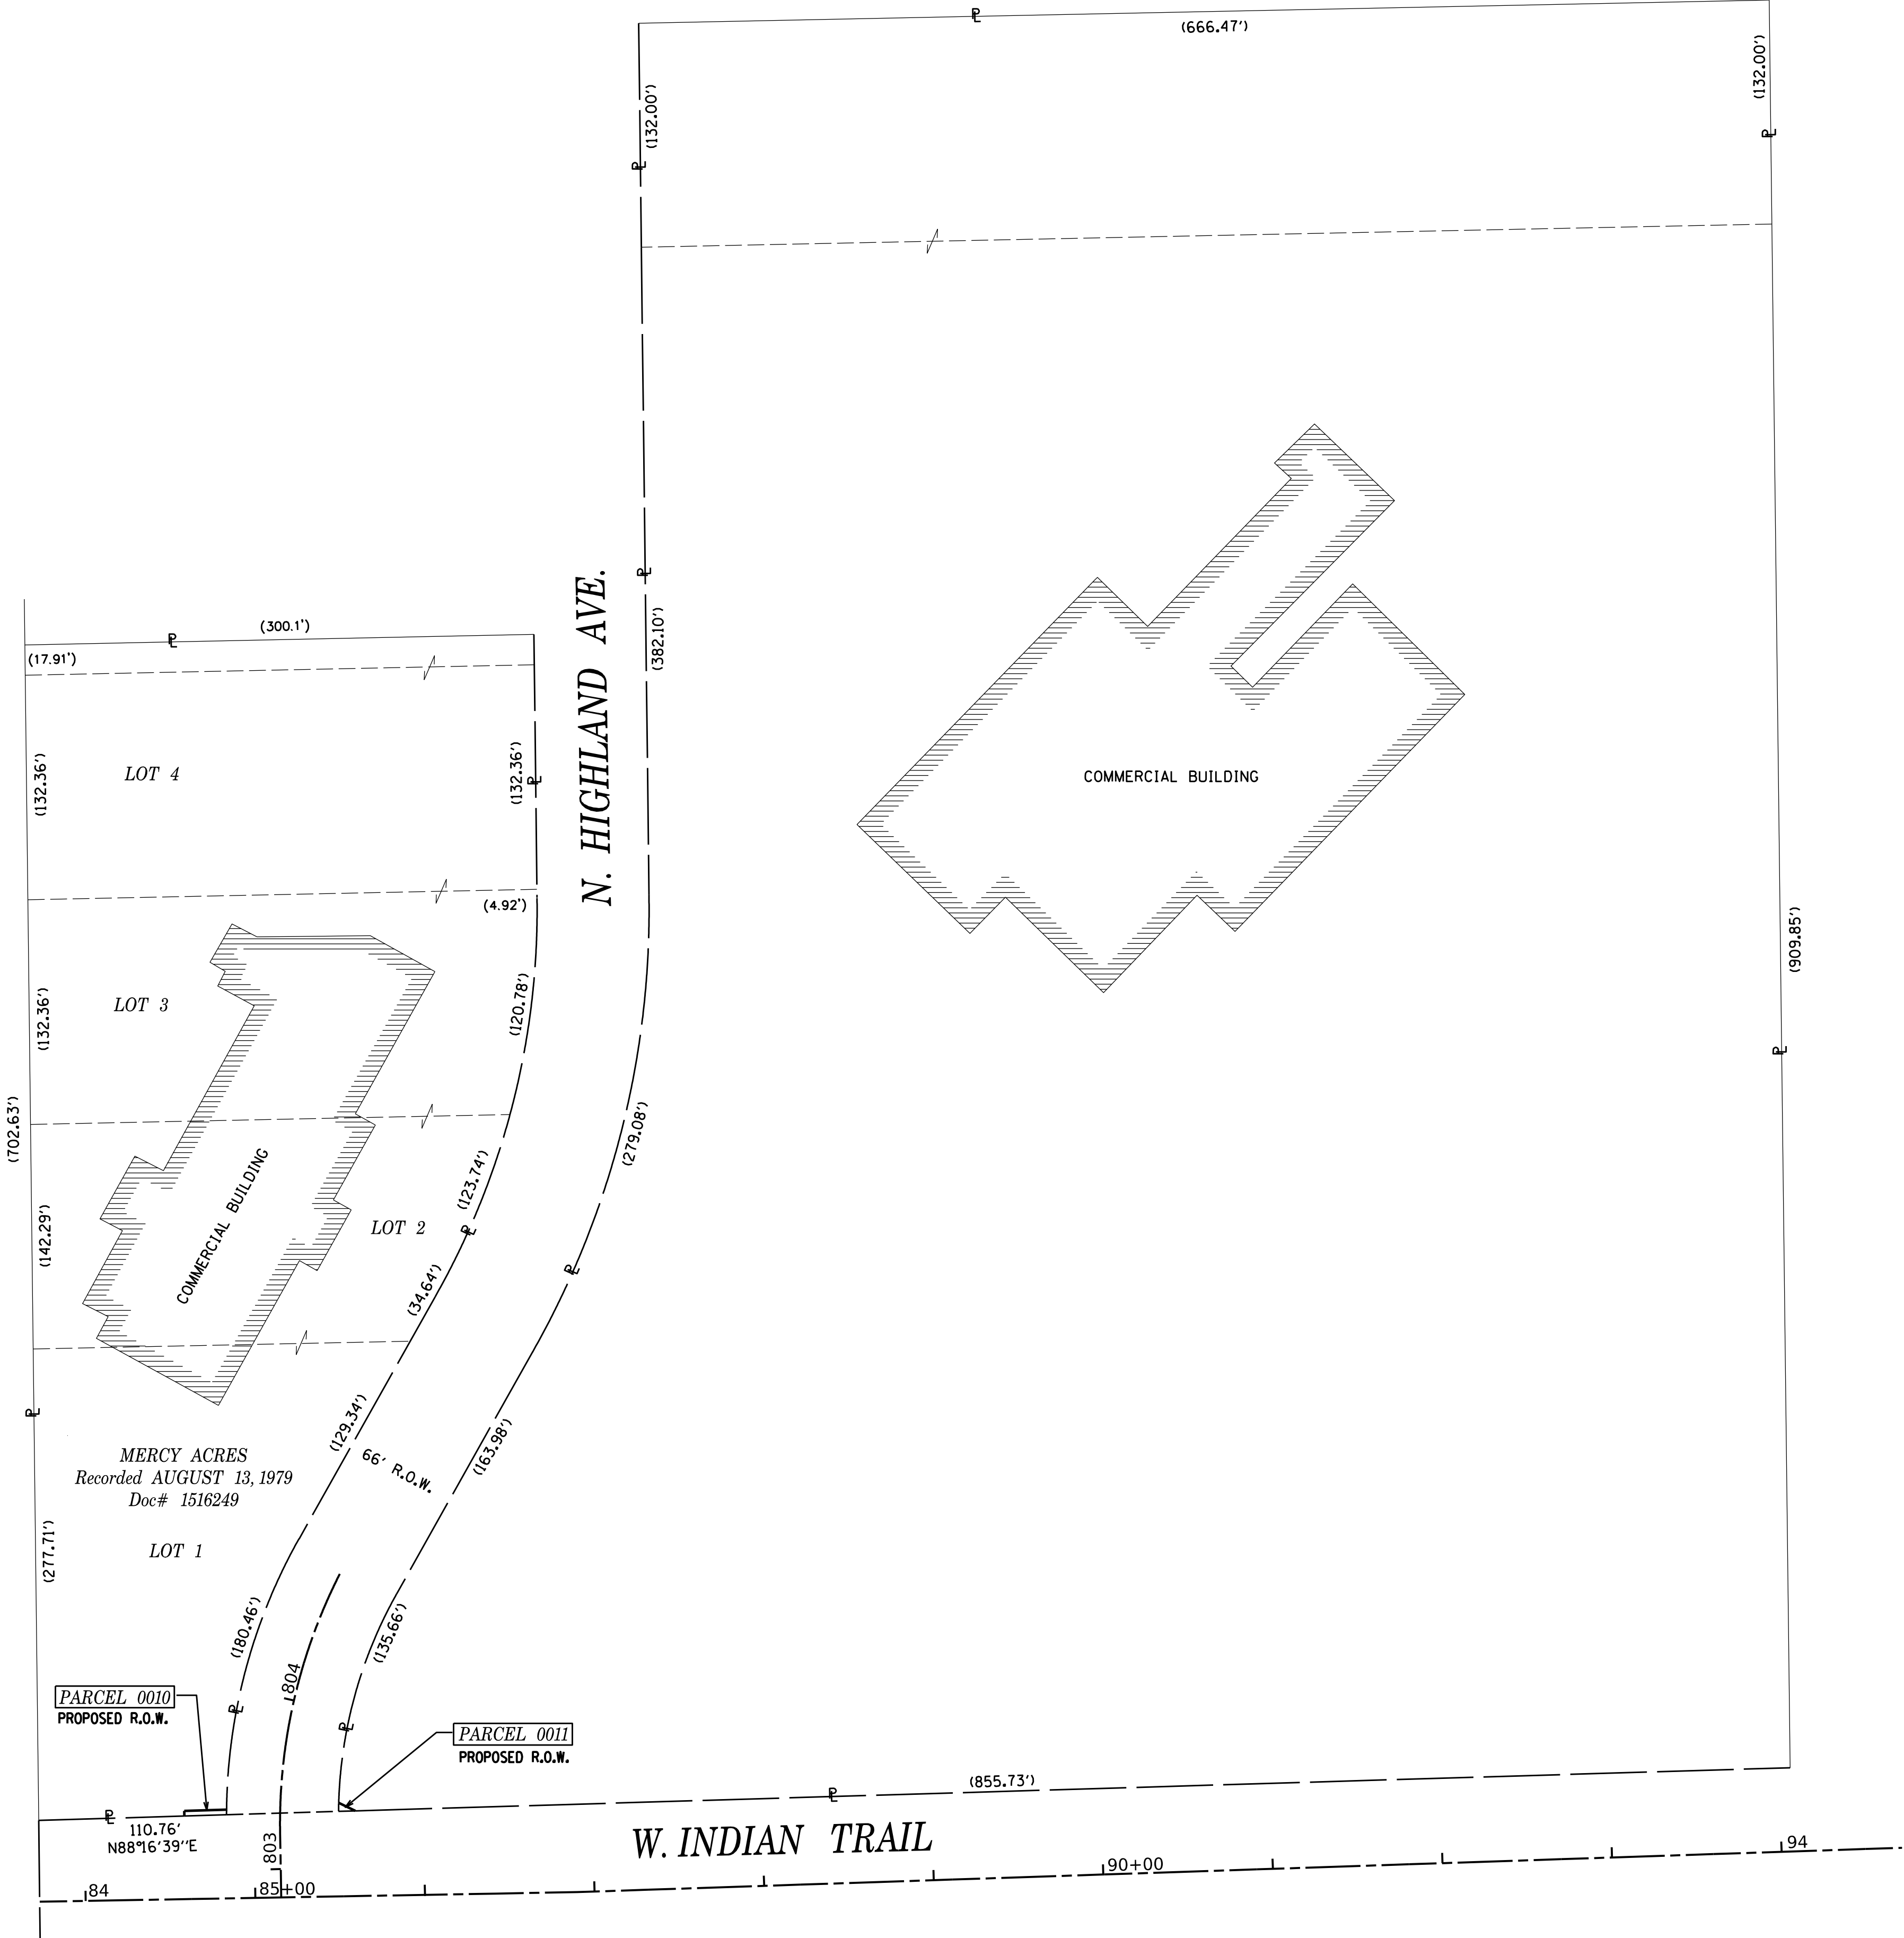 (666.47')
(132.00')
(132.00')
(300.1')
(17.91')
(382.10')
N. HIGHLAND AVE.
(132.36')
LOT 4
(132.36')
COMMERCIAL BUILDING
(4.92')
(909.85')
(132.36')
LOT 3
(120.78')
(702.63')
(279.08')
(142.29')
COMMERCIAL BUILDING
LOT 2
(123.74')
(34.64')
(129.34')
66' R.O.W.
(163.98')
MERCY ACRES
Recorded AUGUST 13, 1979
Doc# 1516249
LOT 1
(277.71')
(180.46')
(135.66')
804
PARCEL 0010
PROPOSED R.O.W.
PARCEL 0011
PROPOSED R.O.W.
(855.73')
110.76'
N88°16'39''E
803
W. INDIAN TRAIL
84
85+00
90+00
94